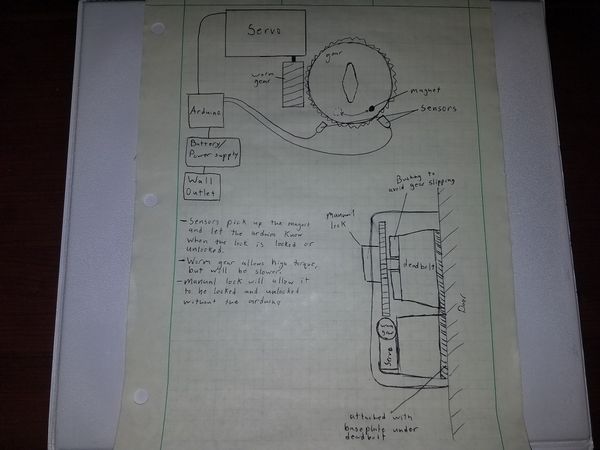 Servo
gear
worm
gear
magnet
sensors
Arduino
Battery/
Power supply
Wall
Outlet
Bushing to
avoid gear slipping
Manual
lock
deadbolt
Door
Servo
attached with
baseplate under
deadbolt
- Sensors pick up the magnet
and let the arduino know
when the lock is locked or
unlocked.
- Worm gear allows high torque,
but will be slower.
- Manual lock will allow it
to be locked and unlocked
without the arduino